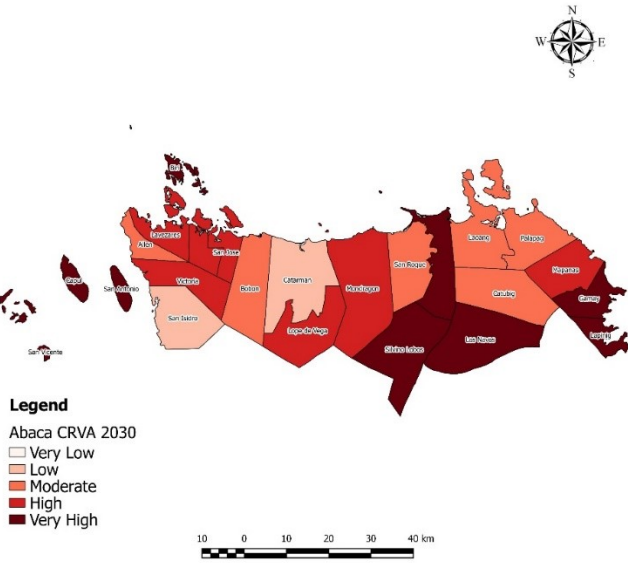 N
W E
S
Biri
Lavezares
Allen
San Jose
Laoang
Palapag
Capul
San Antonio
Victoria
Bobon
Catarman
Mondragon
San Roque
Catubig
Mapanas
Gamay
San Isidro
Lope de Vega
Silvino Lobos
Las Navas
Lapinig
San Vicente
Legend
Abaca CRVA 2030
Very Low
Low
Moderate
High
Very High
10 0 10 20 30 40 km